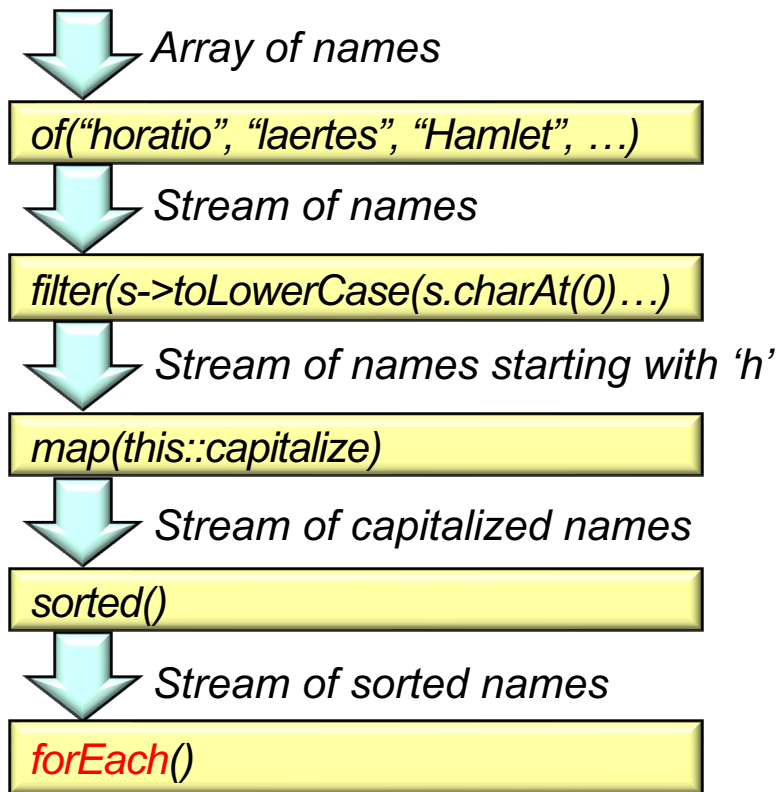 Array of names
of(“horatio”, “laertes”, “Hamlet”, …)
Stream of names
filter(s->toLowerCase(s.charAt(0)…)
Stream of names starting with ‘h’
map(this::capitalize)
Stream of capitalized names
sorted()
Stream of sorted names
forEach()